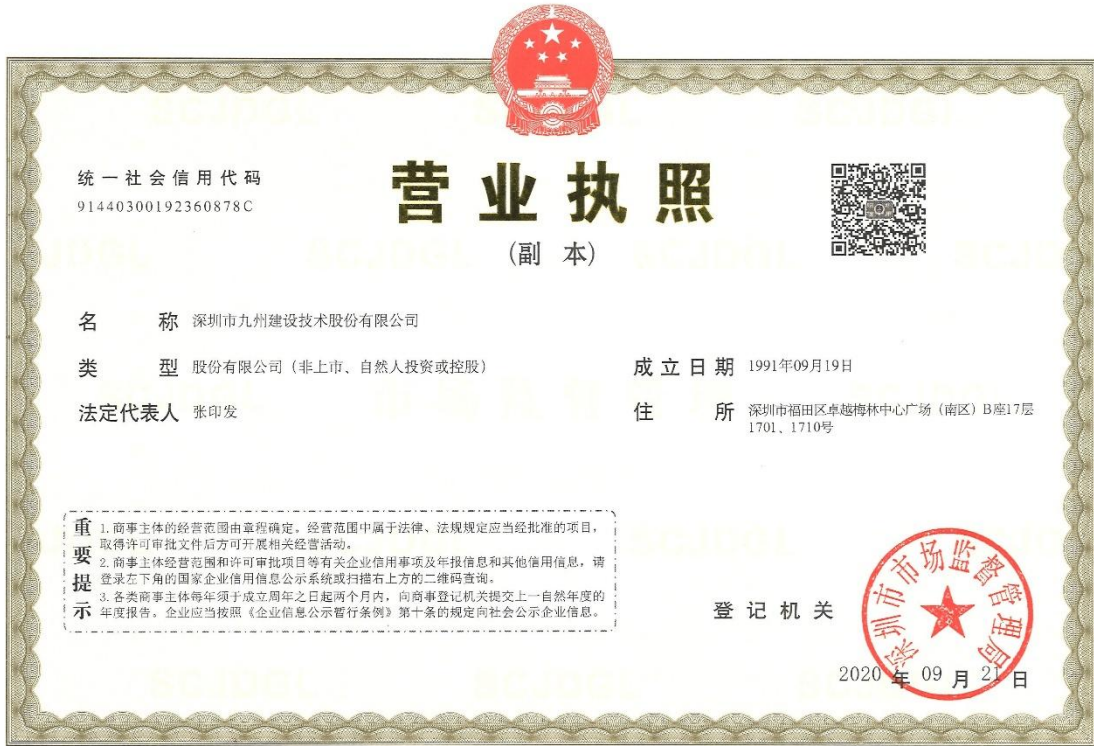 统一社会信用代码
91440300192360878C
营业执照
(副 本)
名 称 深圳市九州建设技术股份有限公司
类 型 股份有限公司（非上市、自然人投资或控股）
法定代表人 张印发
成立日期 1991年09月19日
住 所 深圳市福田区卓越梅林中心广场（南区）B座17层
1701、1710号
重要提示
1.商事主体的经营范围由章程确定。经营范围中属于法律、法规规定应当经批准的项目，
取得许可审批文件后方可开展相关经营活动。
2.商事主体经营范围和许可审批项目等有关企业信用事项及年报信息和其他信用信息，请
登录左下角的国家企业信用信息公示系统或扫描右上方的二维码查询。
3.各类商事主体每年须于成立周年之日起两个月内，向商事登记机关提交上一自然年度的
年度报告。企业应当按照《企业信息公示暂行条例》第十条的规定向社会公示企业信息。
登记机关
深圳市市场监督管理局
2020 年 09 月 21 日